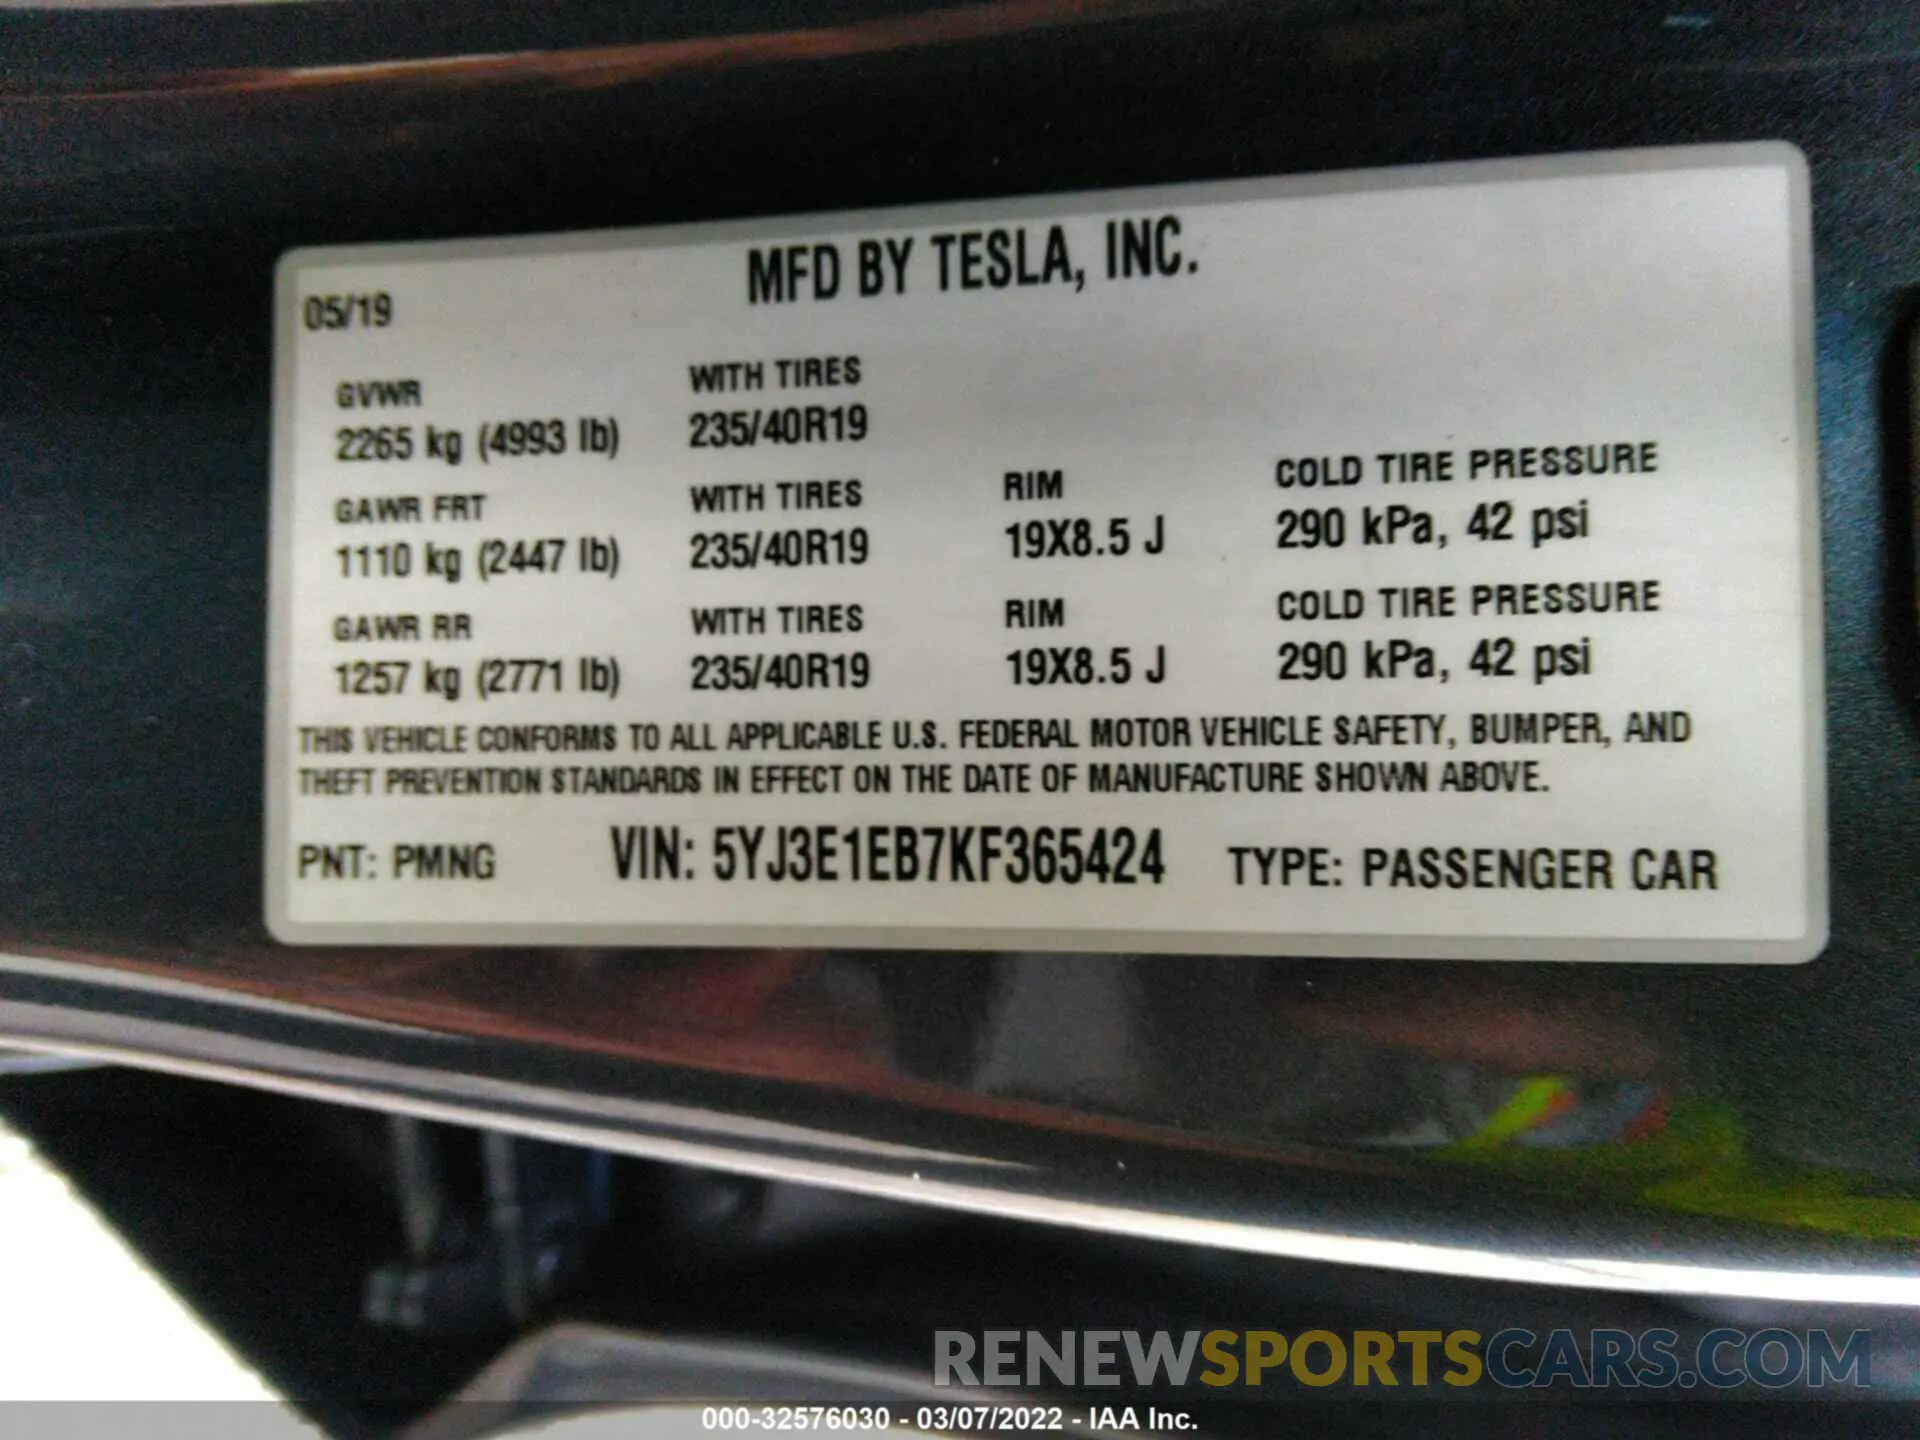 MFD BY TESLA, INC.
05/19
GVWR WITH TIRES
2265 kg (4993 lb) 235/40R19
GAWR FRT WITH TIRES RIM COLD TIRE PRESSURE
1110 kg (2447 lb) 235/40R19 19X8.5 J 290 kPa, 42 psi
GAWR RR WITH TIRES RIM COLD TIRE PRESSURE
1257 kg (2771 lb) 235/40R19 19X8.5 J 290 kPa, 42 psi
THIS VEHICLE CONFORMS TO ALL APPLICABLE U.S. FEDERAL MOTOR VEHICLE SAFETY, BUMPER, AND
THEFT PREVENTION STANDARDS IN EFFECT ON THE DATE OF MANUFACTURE SHOWN ABOVE.
PNT: PMNG VIN: 5YJ3E1EB7KF365424 TYPE: PASSENGER CAR
RENEWSPORTSCARS.COM
000-32576030 - 03/07/2022 - IAA Inc.